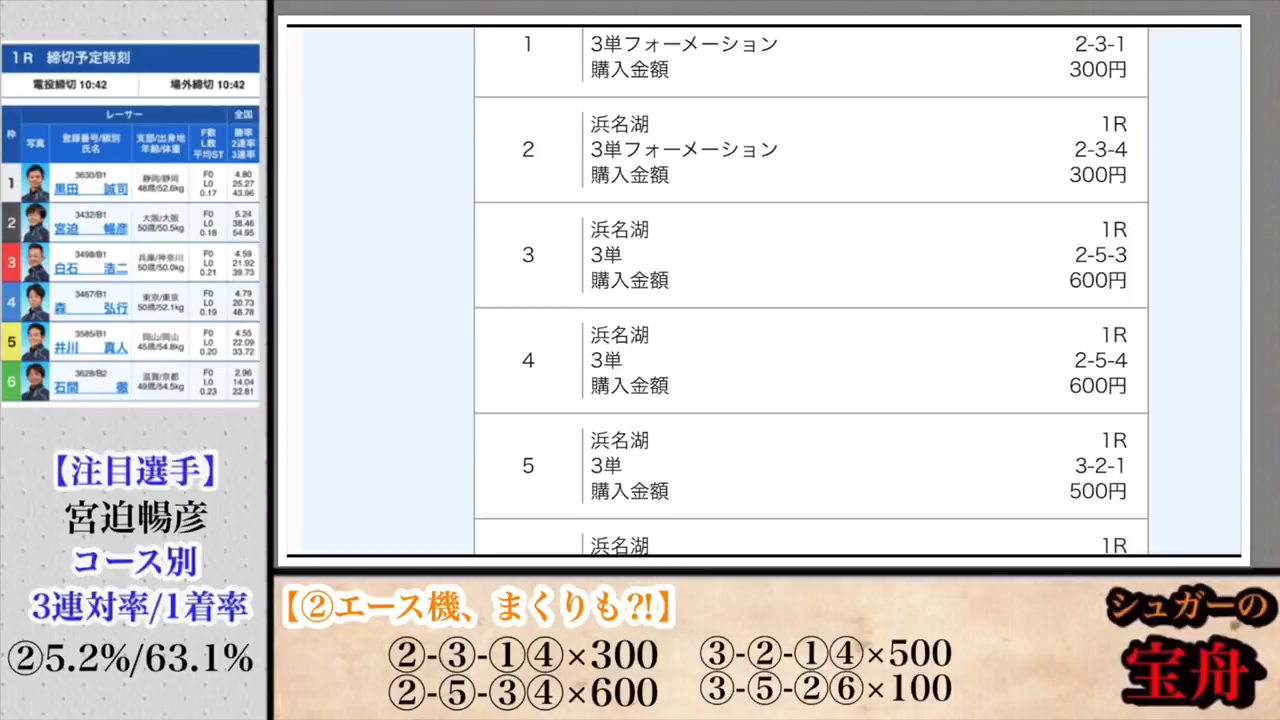 1R 締切予定時刻
電投締切 10:42 場外締切 10:42
レーサー 全国
枠 写真 登録番号/級別 氏名 支部/出身地 年齢/体重 F数 L数 平均ST 勝率 2連率 3連率
1 3630/B1 黒田 誠司 静岡/静岡 48歳/52.6kg F0 L0 0.17 4.80 25.27 43.96
2 3432/B1 宮迫 暢彦 大阪/大阪 50歳/50.5kg F0 L0 0.18 5.24 38.46 54.95
3 3498/B1 白石 浩二 兵庫/神奈川 50歳/50.0kg F0 L0 0.21 4.59 21.92 39.73
4 3467/B1 森 弘行 東京/東京 50歳/52.1kg F0 L0 0.19 4.79 20.73 48.78
5 3585/B1 井川 真人 岡山/岡山 45歳/54.8kg F0 L0 0.20 4.55 22.09 33.72
6 3628/B2 石間 徹 滋賀/京都 49歳/54.5kg F0 L0 0.23 2.96 14.04 22.81
【注目選手】
宮迫暢彦
コース別
3連対率/1着率
②5.2%/63.1%
1 3単フォーメーション 2-3-1
購入金額 300円
浜名湖 1R
2 3単フォーメーション 2-3-4
購入金額 300円
浜名湖 1R
3 3単 2-5-3
購入金額 600円
浜名湖 1R
4 3単 2-5-4
購入金額 600円
浜名湖 1R
5 3単 3-2-1
購入金額 500円
浜名湖 1R
【②エース機、まくりも?!】
②-③-①④×300 ③-②-①④×500
②-⑤-③④×600 ③-⑤-②⑥×100
シュガーの
宝舟